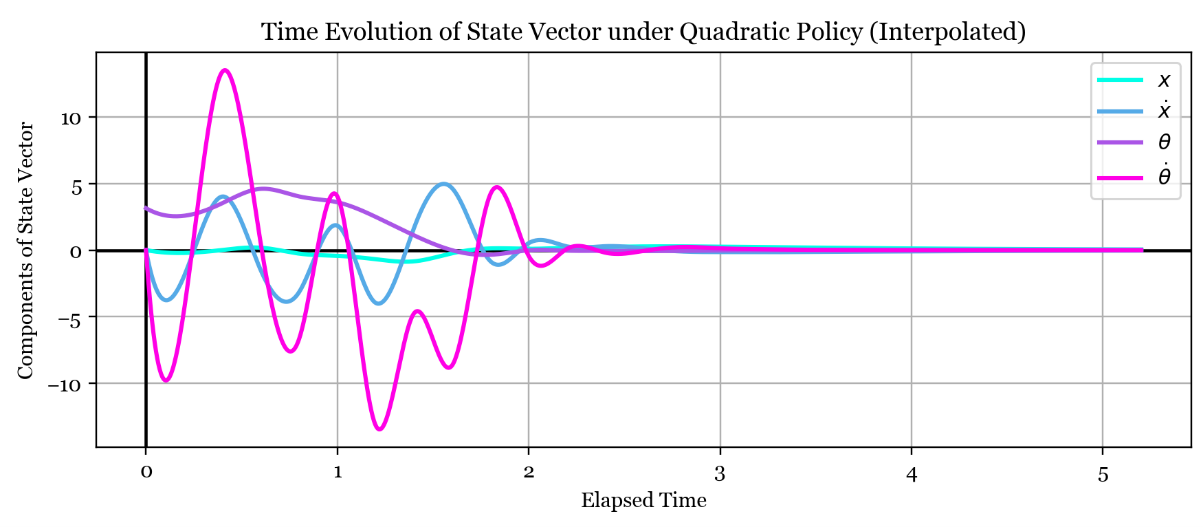 Time Evolution of State Vector under Quadratic Policy (Interpolated)
Components of State Vector
10
5
0
−5
−10
x
ẋ
θ
θ̇
0 1 2 3 4 5
Elapsed Time